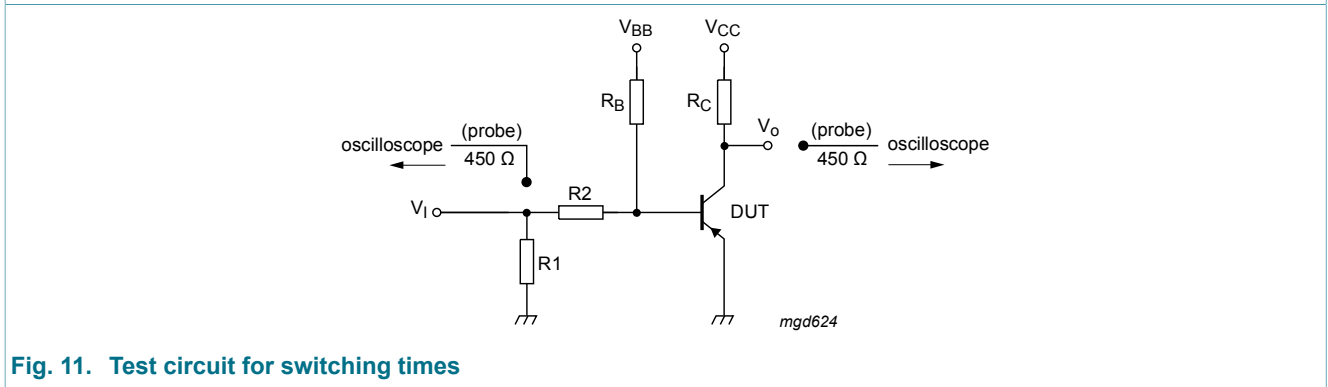 VBB VCC
RB RC
Vo
(probe) (probe)
oscilloscope oscilloscope
450 Ω 450 Ω
R2
VI DUT
R1
mgd624
Fig. 11. Test circuit for switching times